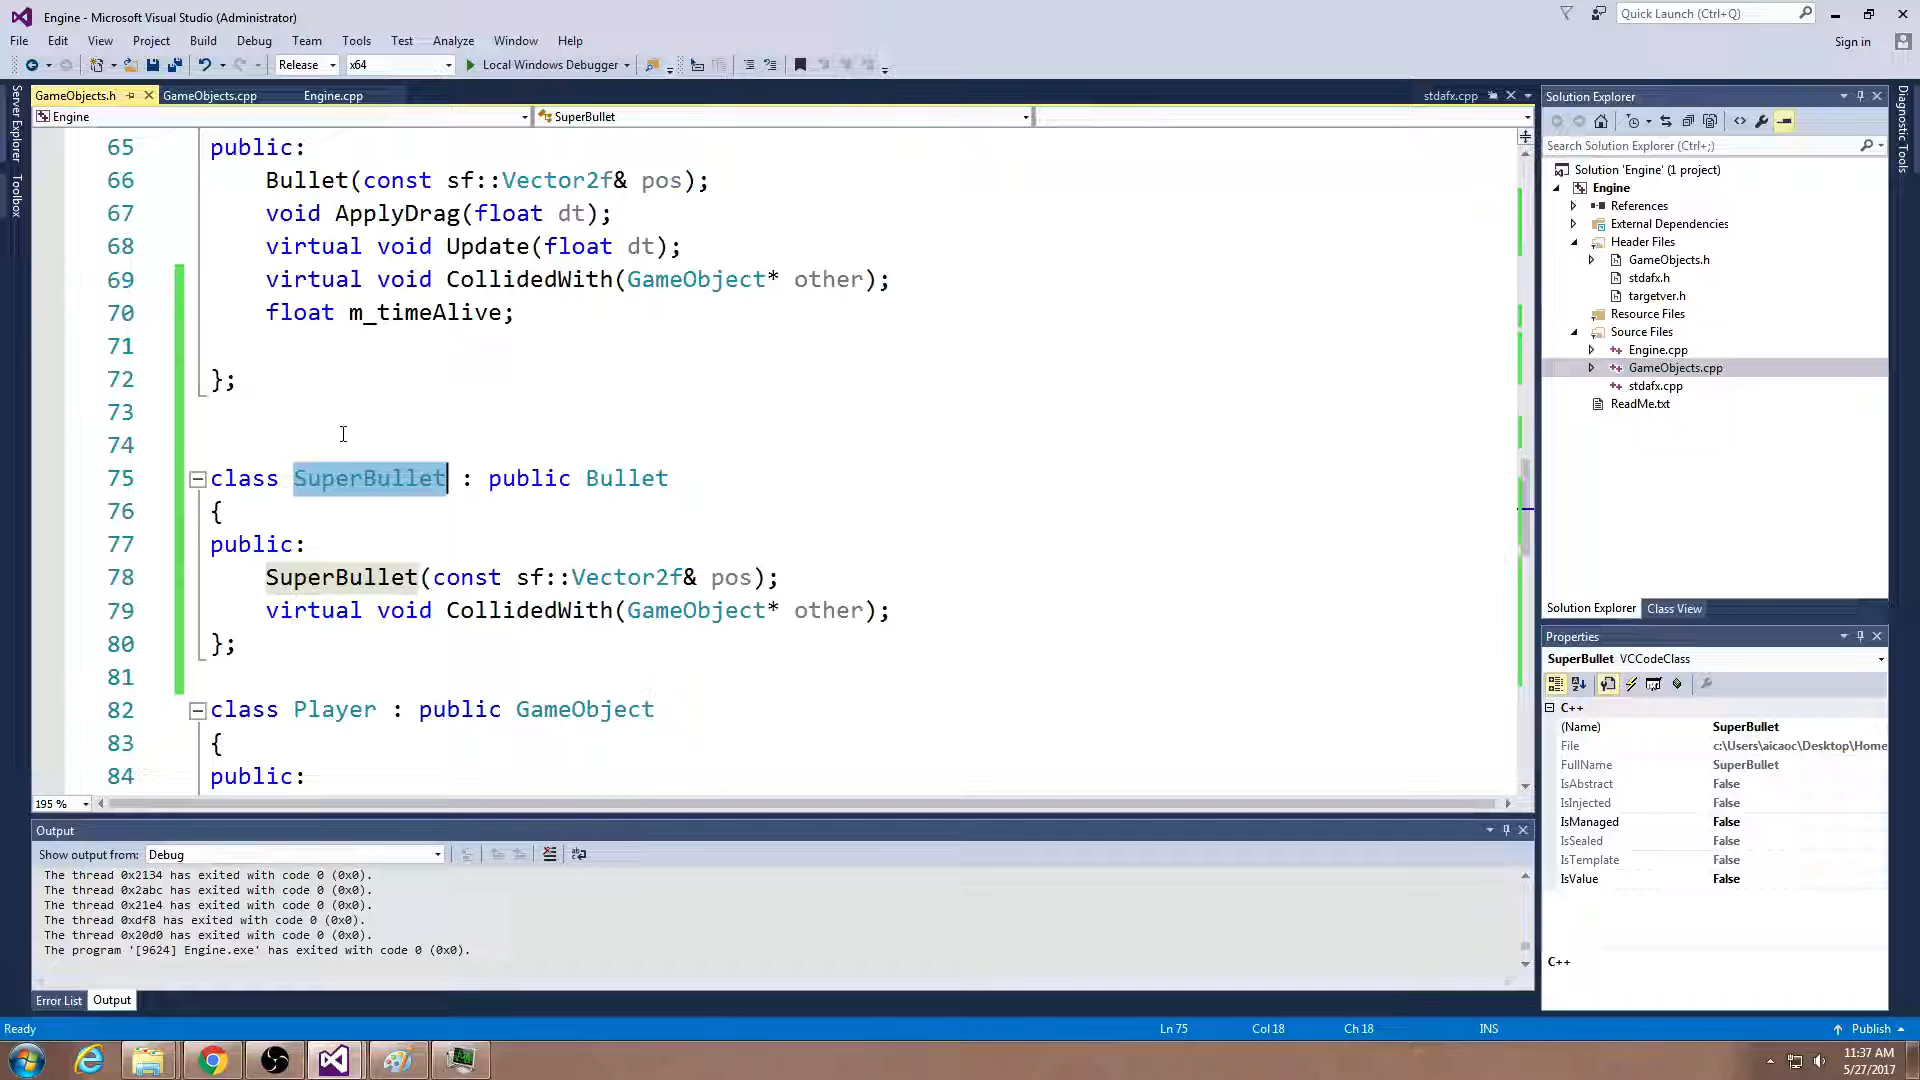 Engine - Microsoft Visual Studio (Administrator)
Quick Launch (Ctrl+Q)
File Edit View Project Build Debug Team Tools Test Analyze Window Help
Sign in
Release x64 Local Windows Debugger
GameObjects.h GameObjects.cpp Engine.cpp stdafx.cpp
Engine SuperBullet
Server Explorer
Toolbox
65 public:
66 Bullet(const sf::Vector2f& pos);
67 void ApplyDrag(float dt);
68 virtual void Update(float dt);
69 virtual void CollidedWith(GameObject* other);
70 float m_timeAlive;
71
72 };
73
74
75 class SuperBullet : public Bullet
76 {
77 public:
78 SuperBullet(const sf::Vector2f& pos);
79 virtual void CollidedWith(GameObject* other);
80 };
81
82 class Player : public GameObject
83 {
84 public:
195 %
Output
Show output from: Debug
The thread 0x2134 has exited with code 0 (0x0).
The thread 0x2abc has exited with code 0 (0x0).
The thread 0x21e4 has exited with code 0 (0x0).
The thread 0xdf8 has exited with code 0 (0x0).
The thread 0x20d0 has exited with code 0 (0x0).
The program '[9624] Engine.exe' has exited with code 0 (0x0).
Error List Output
Solution Explorer
Search Solution Explorer (Ctrl+;)
Solution 'Engine' (1 project)
Engine
References
External Dependencies
Header Files
GameObjects.h
stdafx.h
targetver.h
Resource Files
Source Files
Engine.cpp
GameObjects.cpp
stdafx.cpp
ReadMe.txt
Solution Explorer Class View
Properties
SuperBullet VCCodeClass
C++
(Name) SuperBullet
File c:\Users\aicaoc\Desktop\Home
FullName SuperBullet
IsAbstract False
IsInjected False
IsManaged False
IsSealed False
IsTemplate False
IsValue False
C++
Diagnostic Tools
Ready Ln 75 Col 18 Ch 18 INS Publish
11:37 AM
5/27/2017